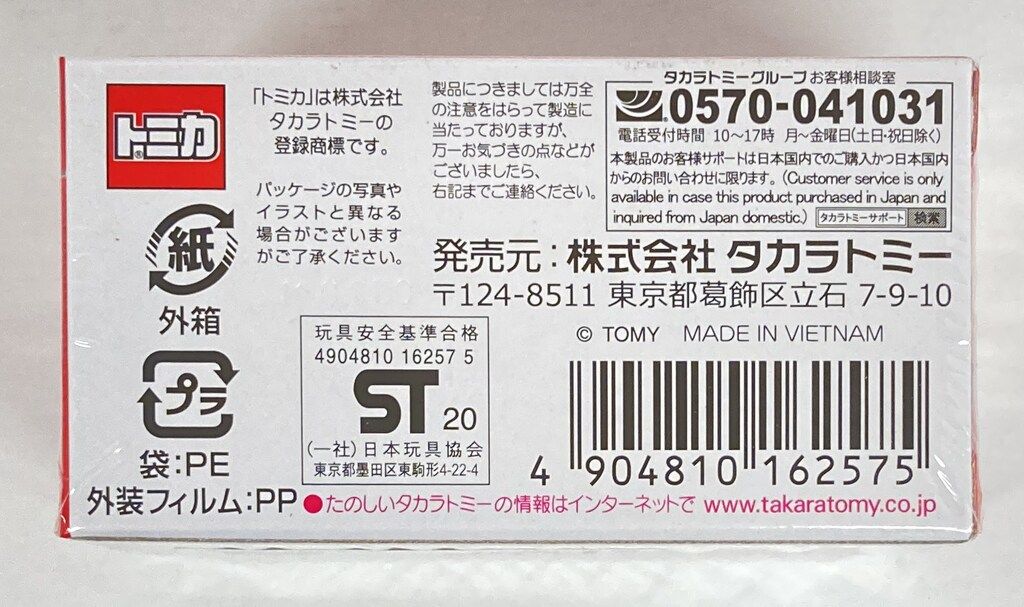 トミカ®
「トミカ」は株式会社
タカラトミーの
登録商標です。
パッケージの写真や
イラストと異なる
場合がございます
がご了承ください。
製品につきましては万全
の注意をはらって製造に
当たっておりますが、
万一お気づきの点などが
ございましたら、
右記までご連絡ください。
タカラトミーグループ お客様相談室
0570-041031
電話受付時間 10〜17時 月〜金曜日(土日・祝日除く)
本製品のお客様サポートは日本国内でのご購入かつ日本国内
からのお問い合わせに限ります。(Customer service is only
available in case this product purchased in Japan and
inquired from Japan domestic.) タカラトミーサポート 検索
発売元:株式会社 タカラトミー
〒124-8511 東京都葛飾区立石 7-9-10
© TOMY MADE IN VIETNAM
紙
外箱
プラ
袋:PE
外装フィルム:PP
玩具安全基準合格
4904810 16257 5
ST 20
(一社)日本玩具協会
東京都墨田区東駒形4-22-4
4 904810 162575
●たのしいタカラトミーの情報はインターネットで www.takaratomy.co.jp